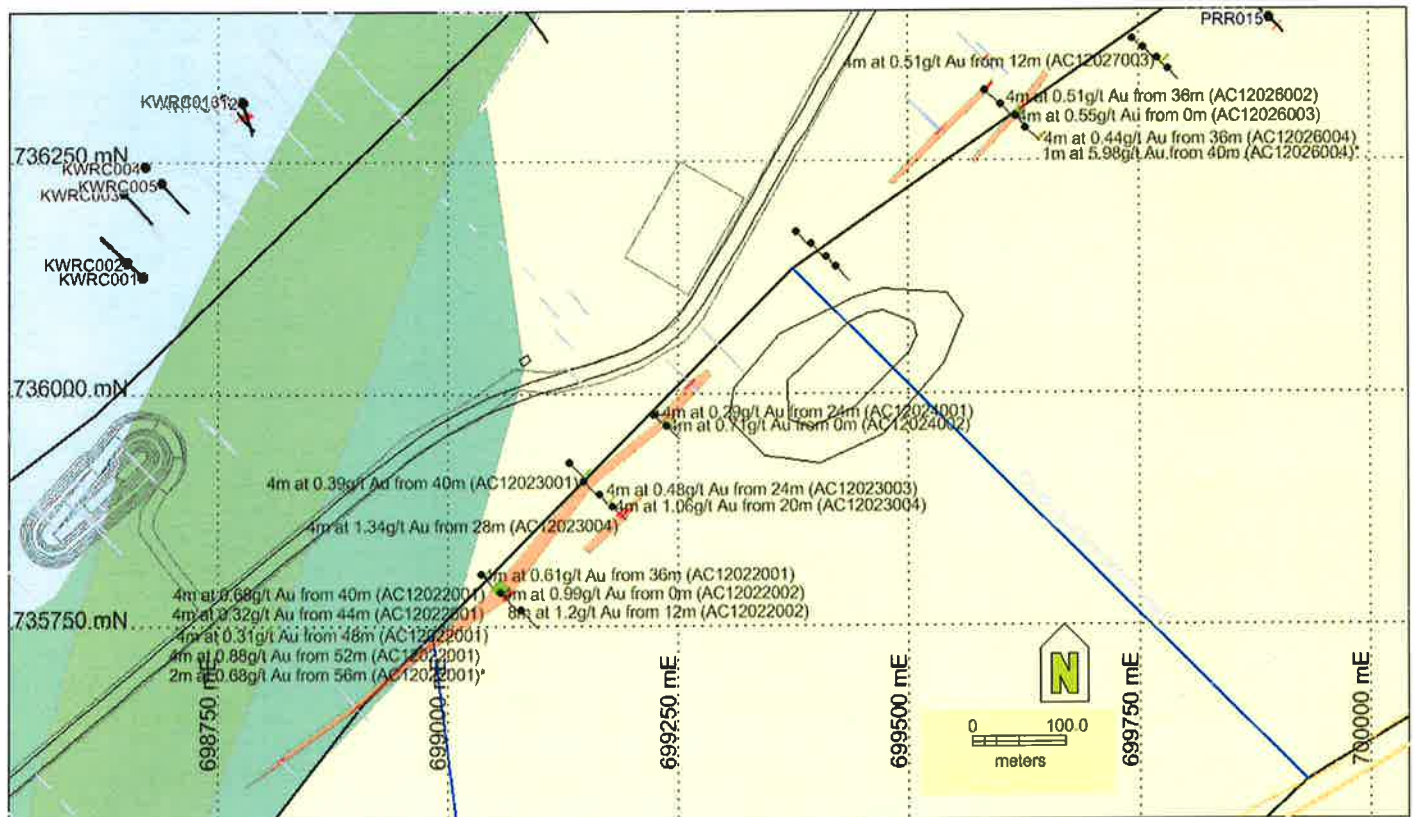 PRR015
4m at 0.51g/t Au from 12m (AC12027003)
4m at 0.51g/t Au from 36m (AC12026002)
4m at 0.55g/t Au from 0m (AC12026003)
4m at 0.44g/t Au from 36m (AC12026004)
1m at 5.98g/t Au from 40m (AC12026004)*
736250 mN
KWRC004
KWRC005
KWRC003
KWRC002
KWRC001
736000 mN
4m at 0.29g/t Au from 24m (AC12024001)
4m at 0.71g/t Au from 0m (AC12024002)
4m at 0.39g/t Au from 40m (AC12023001)
4m at 0.48g/t Au from 24m (AC12023003)
4m at 1.06g/t Au from 20m (AC12023004)
4m at 1.34g/t Au from 28m (AC12023004)
4m at 0.61g/t Au from 36m (AC12022001)
4m at 0.68g/t Au from 40m (AC12022001)
4m at 0.99g/t Au from 0m (AC12022002)
4m at 0.32g/t Au from 44m (AC12022001)
8m at 1.2g/t Au from 12m (AC12022002)
735750 mN
4m at 0.31g/t Au from 48m (AC12022001)
4m at 0.88g/t Au from 52m (AC12022001)
2m at 0.68g/t Au from 56m (AC12022001)*
698750 mE
699000 mE
699250 mE
699500 mE
699750 mE
700000 mE
N
0 100.0
meters